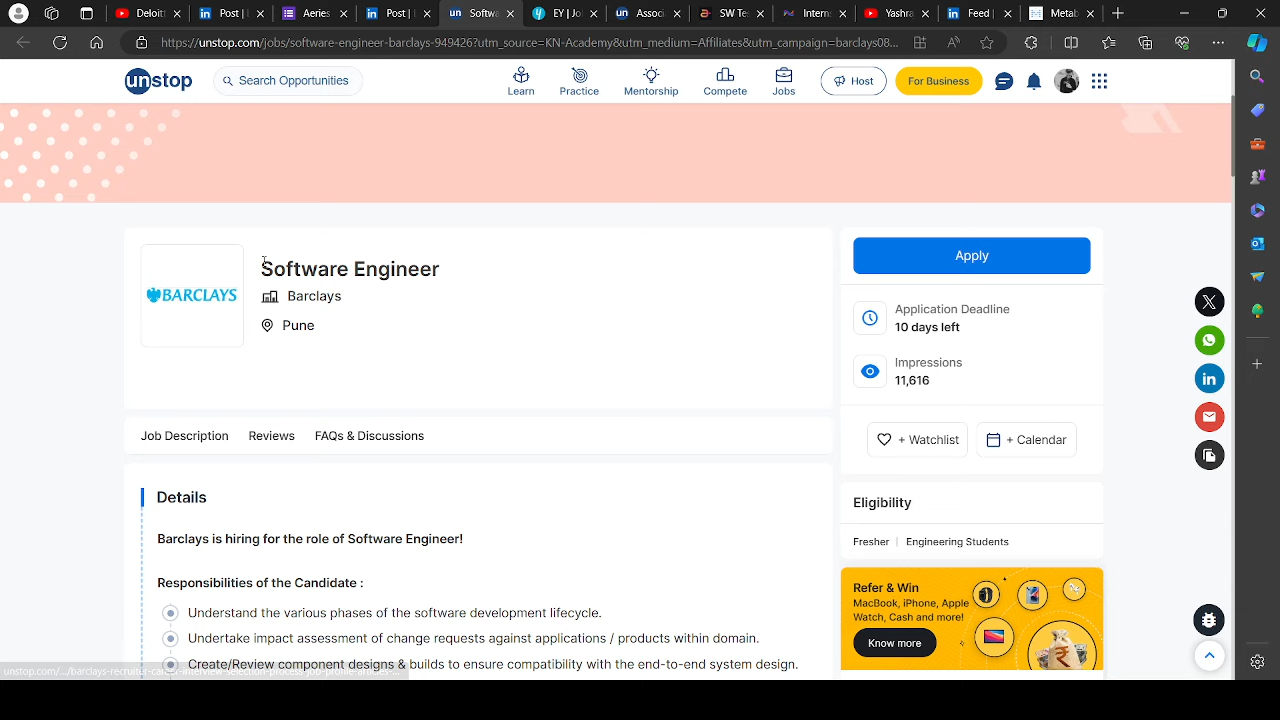 Deloitt
Post | L
Aeries
Post | L
Softwa
EY | Jo
Associ
GW Te
Interns
Yashra
Feed |
Metab
https://unstop.com/jobs/software-engineer-barclays-949426?utm_source=KN-Academy&utm_medium=Affiliates&utm_campaign=barclays08...
unstop
Search Opportunities
Learn
Practice
Mentorship
Compete
Jobs
Host
For Business
BARCLAYS
Software Engineer
Barclays
Pune
Apply
Application Deadline
10 days left
Impressions
11,616
+ Watchlist
+ Calendar
Job Description
Reviews
FAQs & Discussions
Details
Barclays is hiring for the role of Software Engineer!
Responsibilities of the Candidate :
Understand the various phases of the software development lifecycle.
Undertake impact assessment of change requests against applications / products within domain.
Create/Review component designs & builds to ensure compatibility with the end-to-end system design.
Eligibility
Fresher | Engineering Students
Refer & Win
MacBook, iPhone, Apple
Watch, Cash and more!
Know more